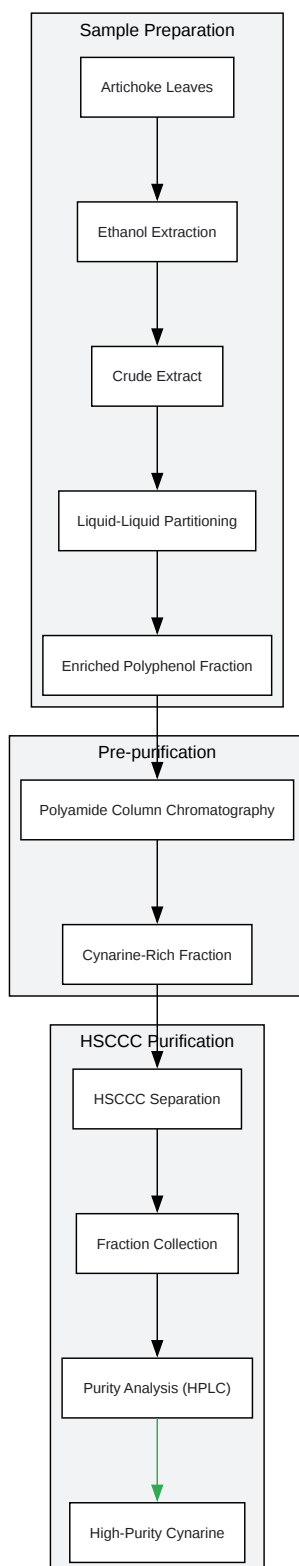 Sample Preparation
Artichoke Leaves
Ethanol Extraction
Crude Extract
Liquid-Liquid Partitioning
Enriched Polyphenol Fraction
Pre-purification
Polyamide Column Chromatography
Cynarine-Rich Fraction
HSCCC Purification
HSCCC Separation
Fraction Collection
Purity Analysis (HPLC)
High-Purity Cynarine